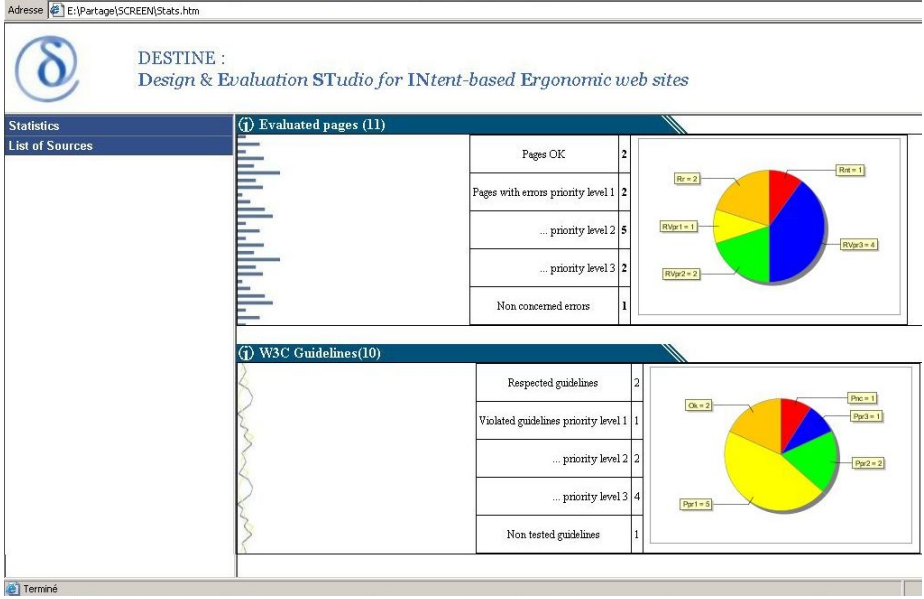 Adresse E:\Partage\SCREEN\Stats.htm
δ
DESTINE :
Design & Evaluation STudio for INtent-based Ergonomic web sites
Statistics
List of Sources
i Evaluated pages (11)
Pages OK 2
Pages with errors priority level 1 2
... priority level 2 5
... priority level 3 2
Non concerned errors 1
Rr = 2
Rnt = 1
RVpr1 = 1
RVpr3 = 4
RVpr2 = 2
i W3C Guidelines(10)
Respected guidelines 2
Violated guidelines priority level 1 1
... priority level 2 2
... priority level 3 4
Non tested guidelines 1
Ok = 2
Pnc = 1
Ppr3 = 1
Ppr2 = 2
Ppr1 = 5
Terminé